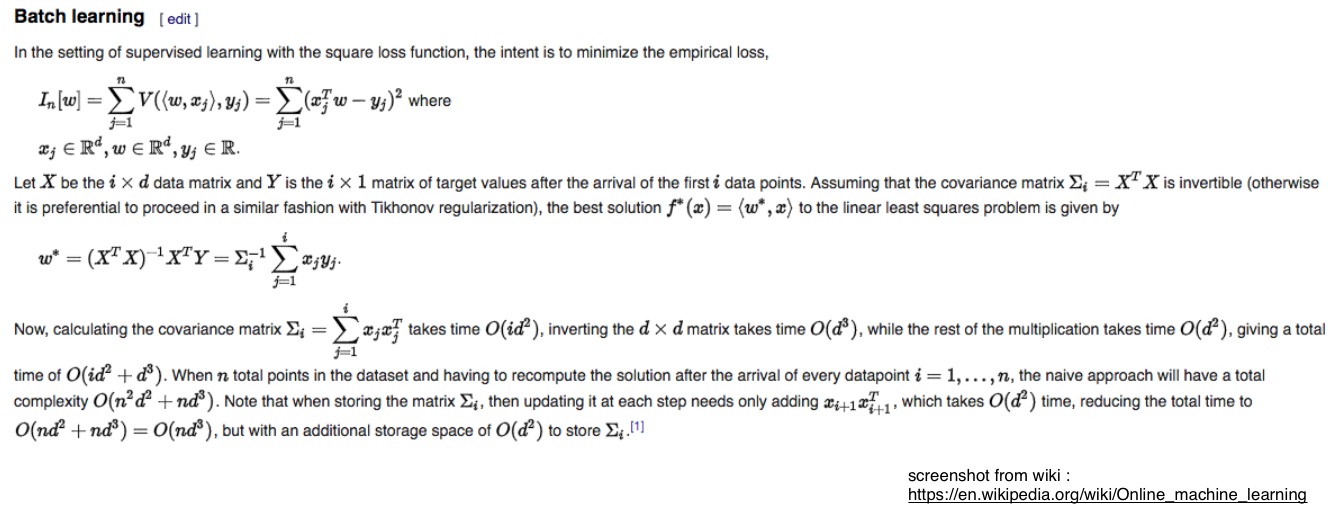 Batch learning [ edit ]
In the setting of supervised learning with the square loss function, the intent is to minimize the empirical loss,
$I_n[w] = \sum_{j=1}^{n} V(\langle w, x_j \rangle, y_j) = \sum_{j=1}^{n} (x_j^T w - y_j)^2$ where
$x_j \in \mathbb{R}^d, w \in \mathbb{R}^d, y_j \in \mathbb{R}.$
Let $X$ be the $i \times d$ data matrix and $Y$ is the $i \times 1$ matrix of target values after the arrival of the first $i$ data points. Assuming that the covariance matrix $\Sigma_i = X^T X$ is invertible (otherwise
it is preferential to proceed in a similar fashion with Tikhonov regularization), the best solution $f^*(x) = \langle w^*, x \rangle$ to the linear least squares problem is given by
$w^* = (X^T X)^{-1} X^T Y = \Sigma_i^{-1} \sum_{j=1}^{i} x_j y_j.$
Now, calculating the covariance matrix $\Sigma_i = \sum_{j=1}^{i} x_j x_j^T$ takes time $O(id^2)$, inverting the $d \times d$ matrix takes time $O(d^3)$, while the rest of the multiplication takes time $O(d^2)$, giving a total
time of $O(id^2 + d^3)$. When $n$ total points in the dataset and having to recompute the solution after the arrival of every datapoint $i = 1, \ldots, n$, the naive approach will have a total
complexity $O(n^2 d^2 + nd^3)$. Note that when storing the matrix $\Sigma_i$, then updating it at each step needs only adding $x_{i+1} x_{i+1}^T$, which takes $O(d^2)$ time, reducing the total time to
$O(nd^2 + nd^3) = O(nd^3)$, but with an additional storage space of $O(d^2)$ to store $\Sigma_i$.[1]
screenshot from wiki :
https://en.wikipedia.org/wiki/Online_machine_learning